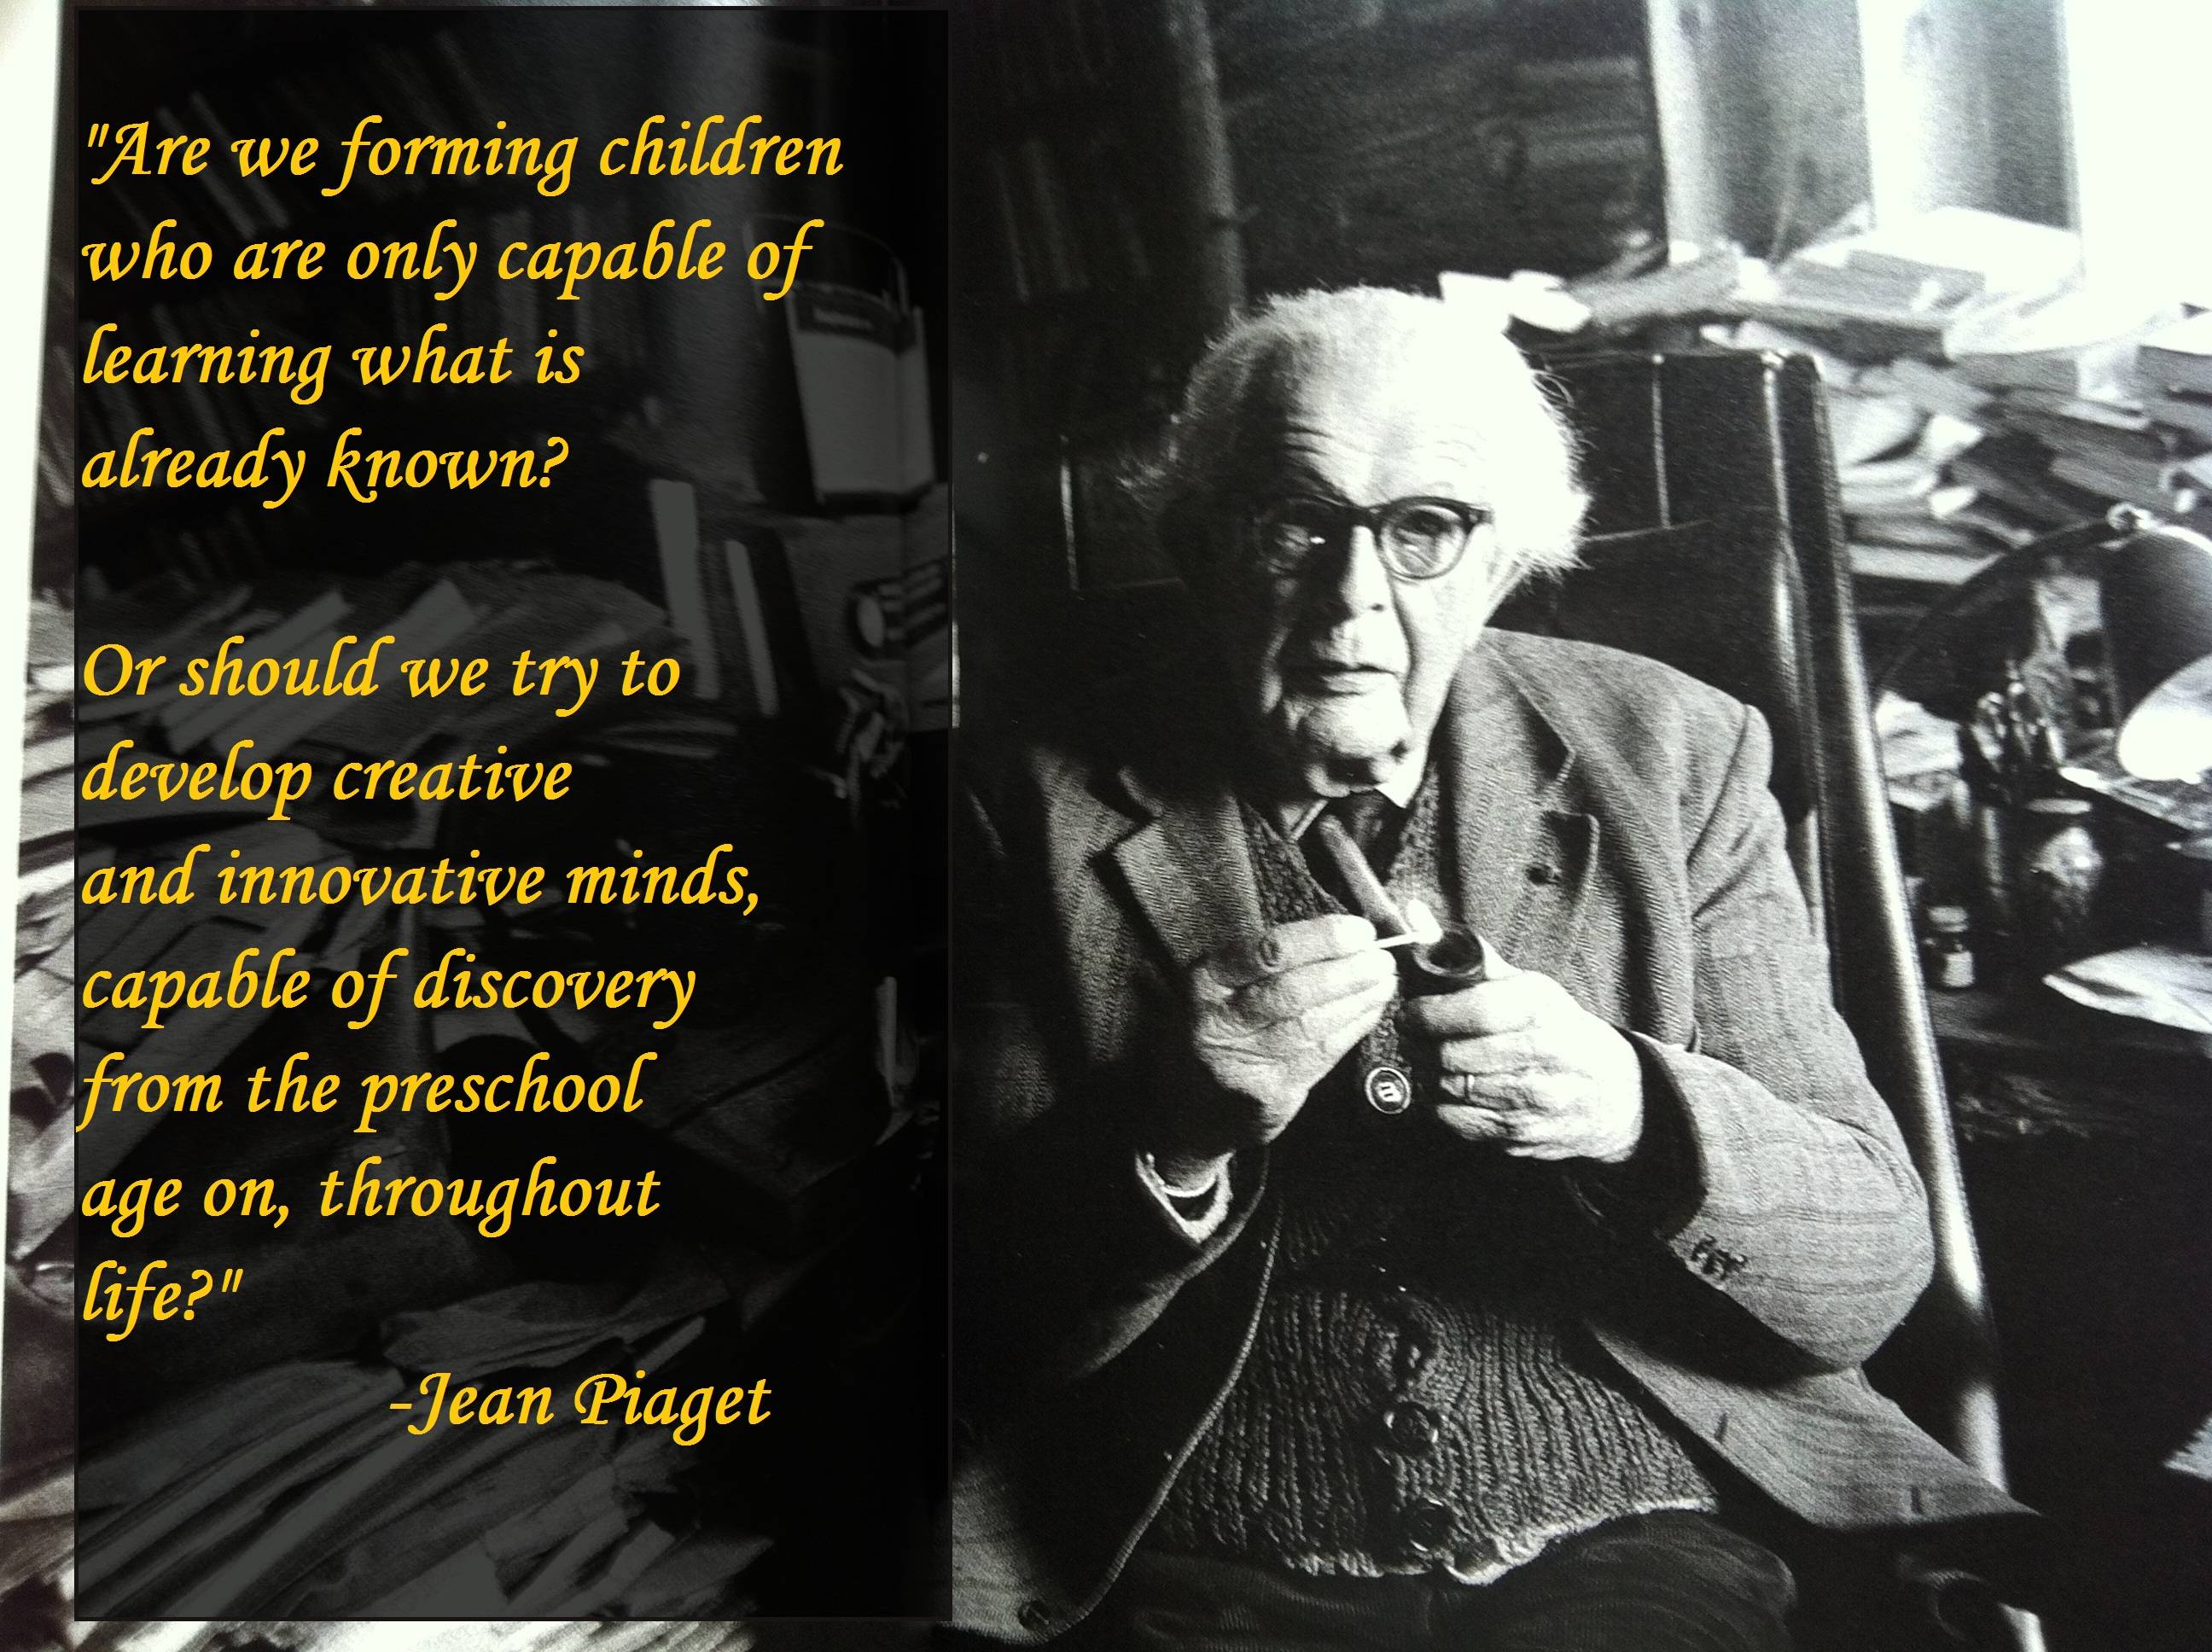 "Are we forming children
who are only capable of
learning what is
already known?
Or should we try to
develop creative
and innovative minds,
capable of discovery
from the preschool
age on, throughout
life?"
-Jean Piaget